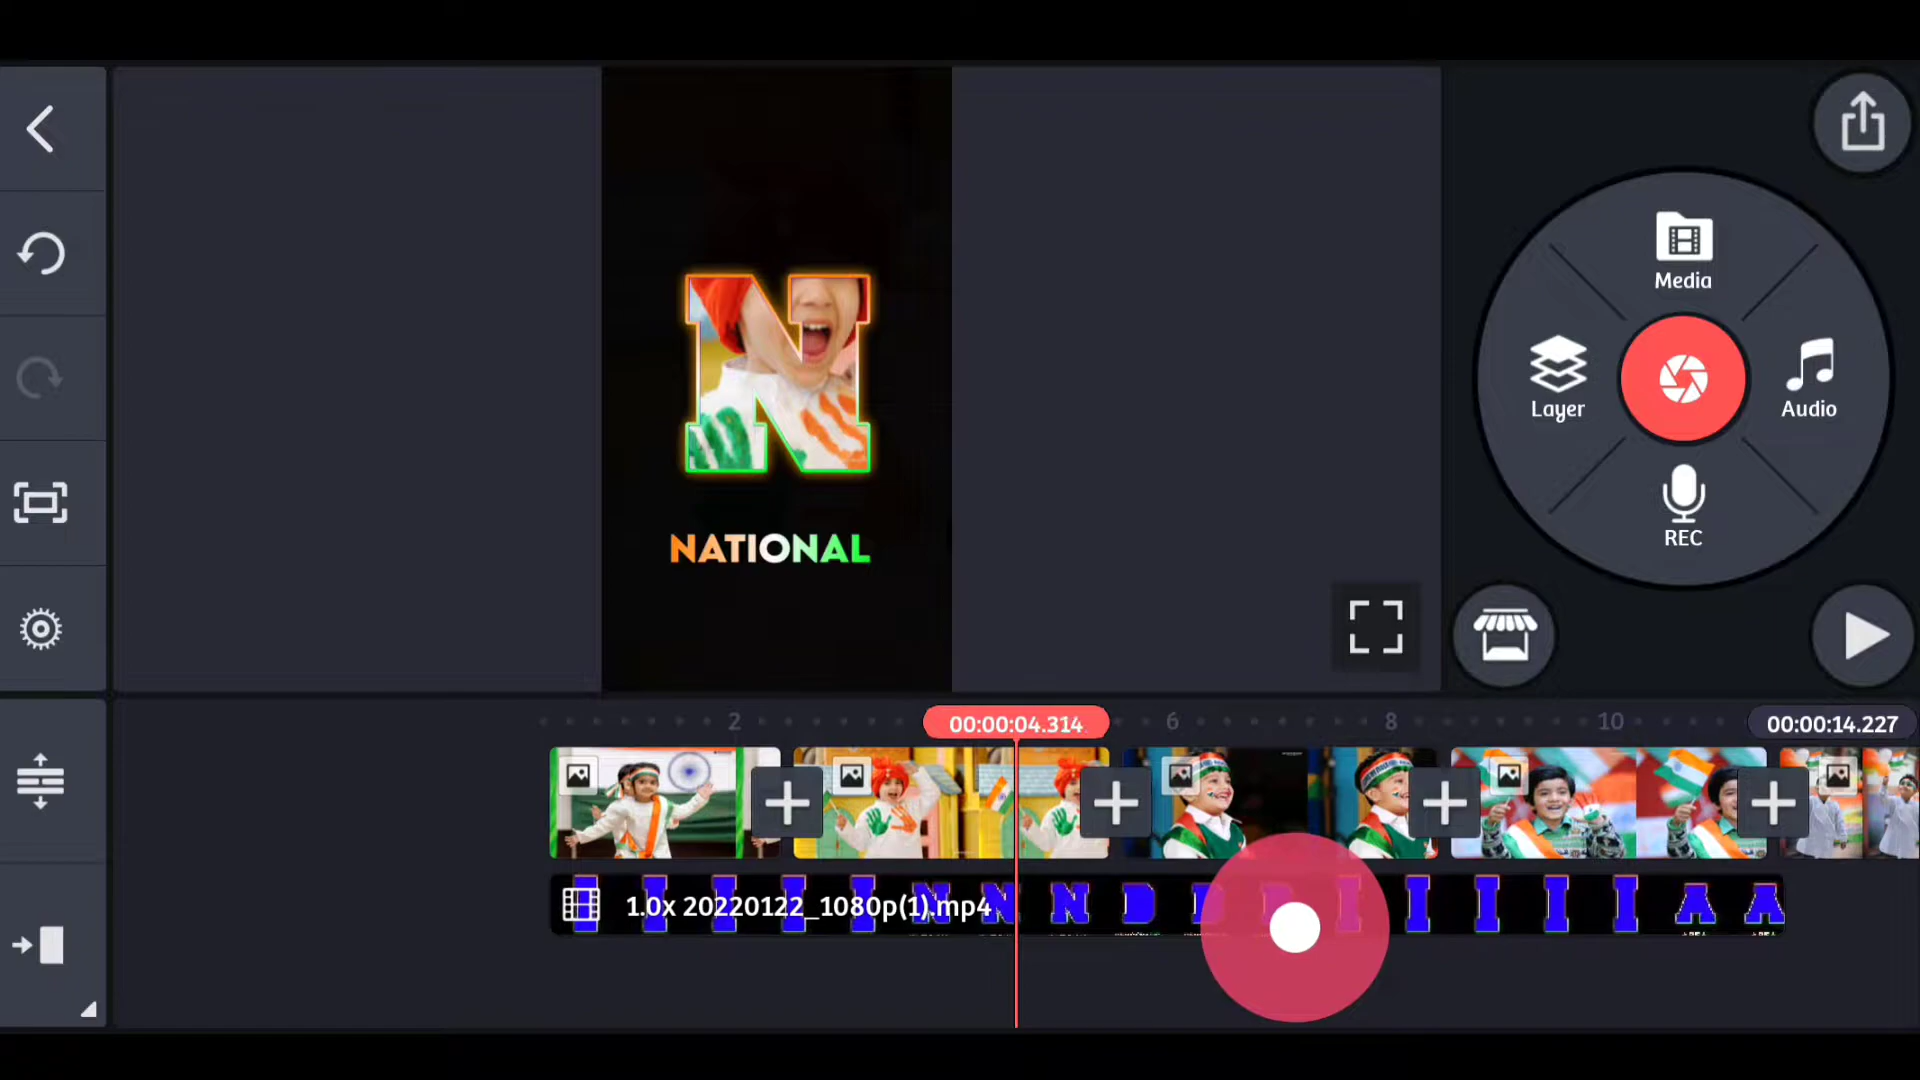 Media
Layer
Audio
REC
N
NATIONAL
2
00:00:04.314
6
8
10
00:00:14.227
1.0x 20220122_1080p(1).mp4
I I I I I N N N D D D I I I I I A A